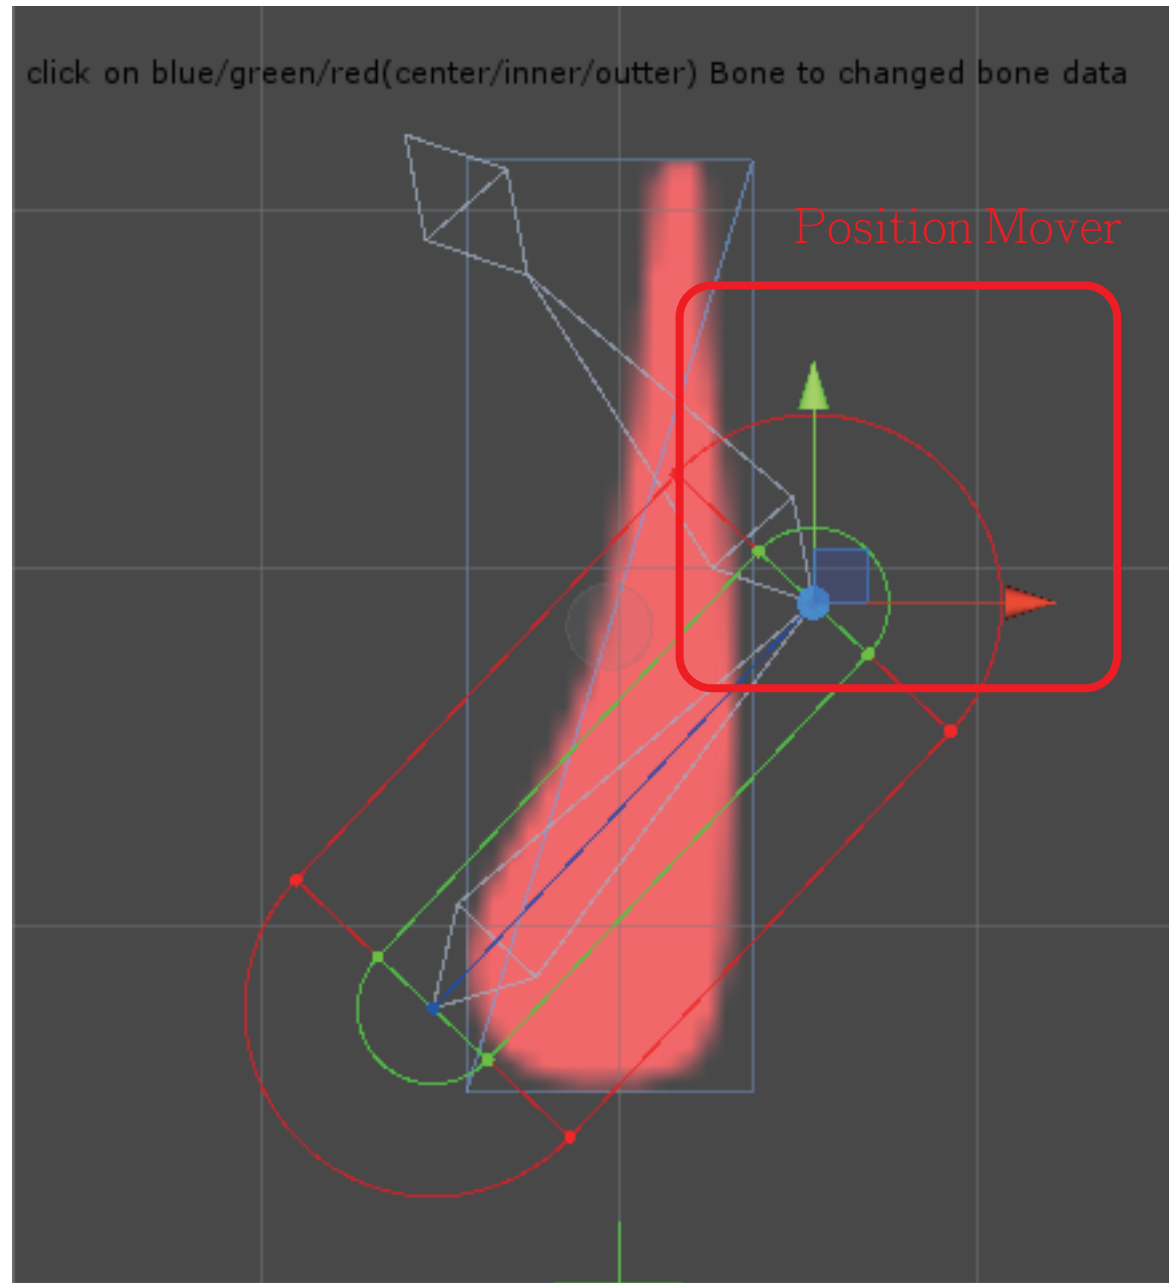 click on blue/green/red(center/inner/outter) Bone to changed bone data
Position Mover